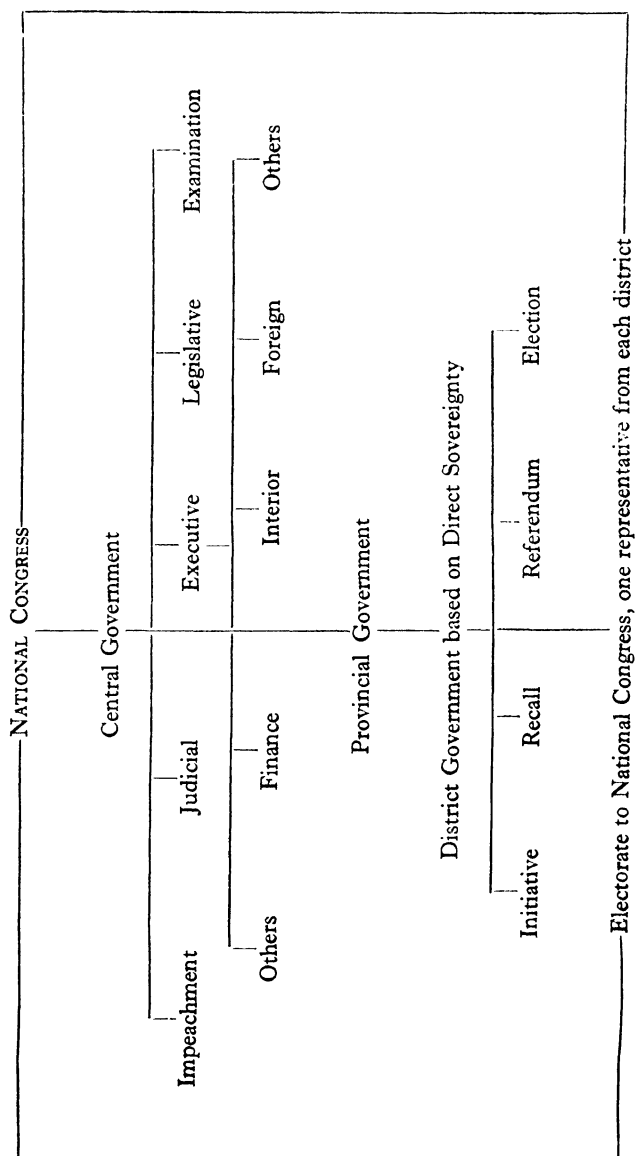 NATIONAL CONGRESS
Central Government
Impeachment Judicial Executive Legislative Examination
Others Finance Interior Foreign Others
Provincial Government
District Government based on Direct Sovereignty
Initiative Recall Referendum Election
Electorate to National Congress, one representative from each district